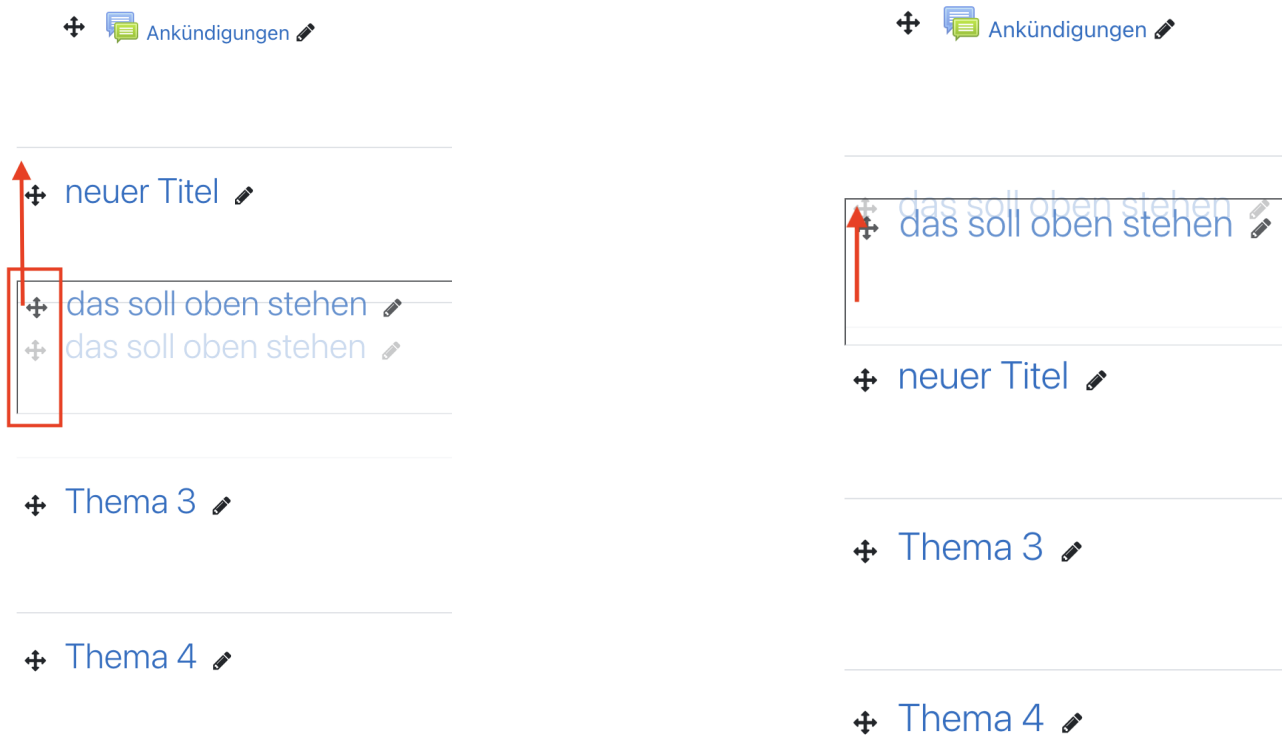 Ankündigungen
neuer Titel
das soll oben stehen
das soll oben stehen
Thema 3
Thema 4
Ankündigungen
das soll oben stehen
das soll oben stehen
neuer Titel
Thema 3
Thema 4